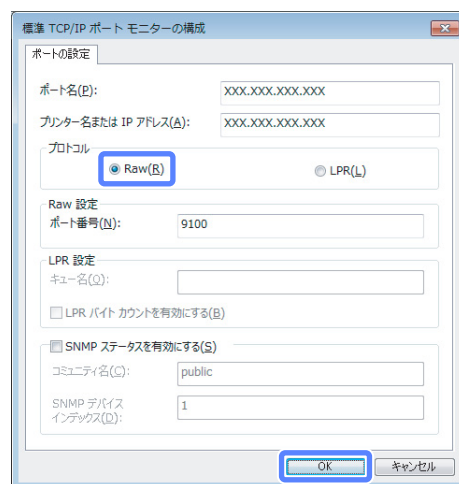 標準 TCP/IP ポート モニターの構成
ポートの設定
ポート名(P): XXX.XXX.XXX.XXX
プリンター名または IP アドレス(A): XXX.XXX.XXX.XXX
プロトコル
Raw(R) LPR(L)
Raw 設定
ポート番号(N): 9100
LPR 設定
キュー名(Q):
LPR バイト カウントを有効にする(B)
SNMP ステータスを有効にする(S)
コミュニティ名(C): public
SNMP デバイス
インデックス(D): 1
OK キャンセル